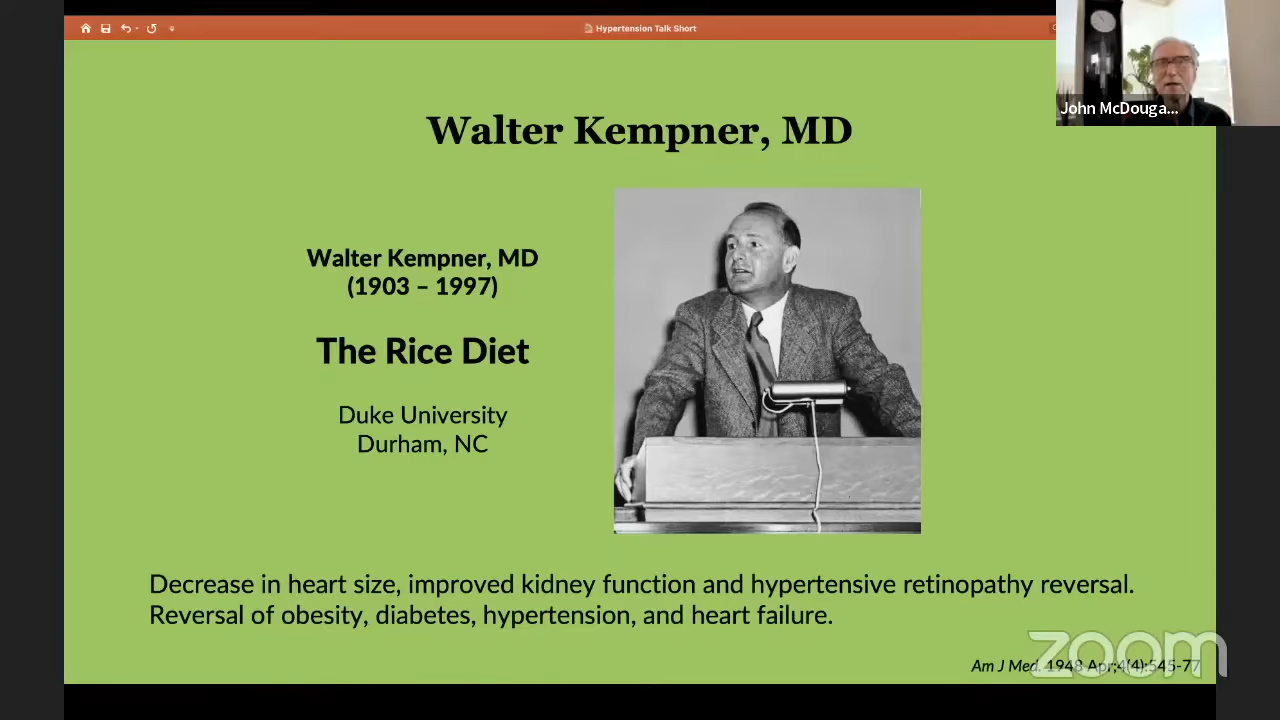 Hypertension Talk Short
John McDouga...
Walter Kempner, MD
Walter Kempner, MD
(1903 – 1997)
The Rice Diet
Duke University
Durham, NC
Decrease in heart size, improved kidney function and hypertensive retinopathy reversal.
Reversal of obesity, diabetes, hypertension, and heart failure.
Am J Med. 1948 Apr;4(4):545-77
zoom